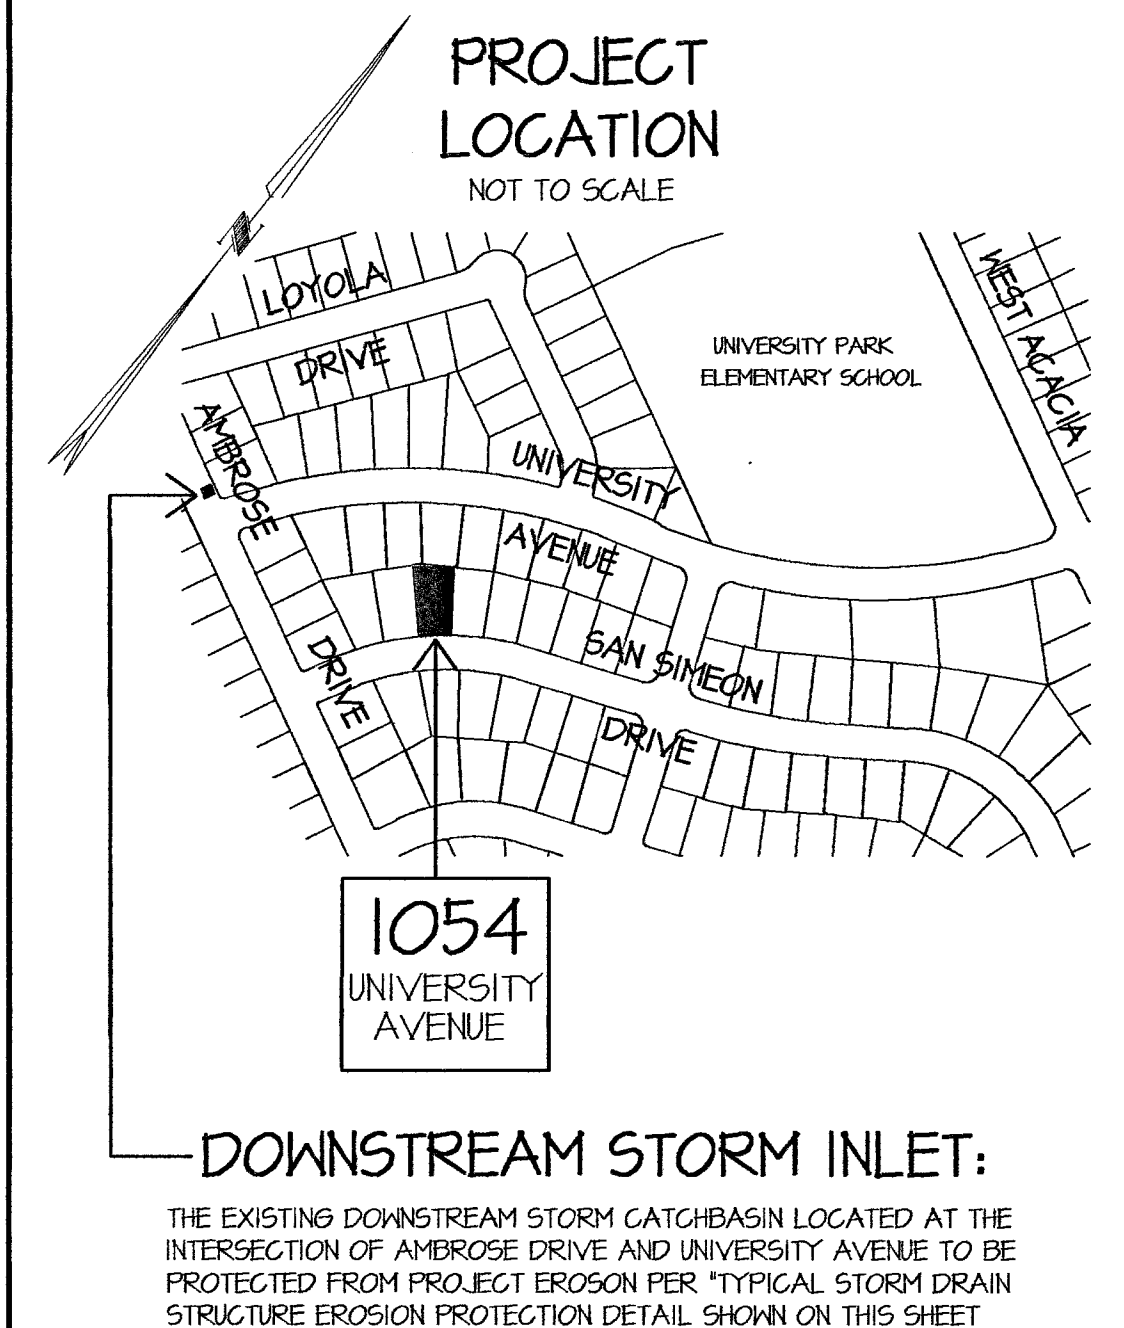 PROJECT
LOCATION
NOT TO SCALE
LOYOLA
DRIVE
WEST ACACIA
UNIVERSITY PARK
ELEMENTARY SCHOOL
AMBROSE
DRIVE
UNIVERSITY
AVENUE
SAN SIMEON
DRIVE
1054
UNIVERSITY
AVENUE
DOWNSTREAM STORM INLET:
THE EXISTING DOWNSTREAM STORM CATCHBASIN LOCATED AT THE
INTERSECTION OF AMBROSE DRIVE AND UNIVERSITY AVENUE TO BE
PROTECTED FROM PROJECT EROSON PER "TYPICAL STORM DRAIN
STRUCTURE EROSION PROTECTION DETAIL SHOWN ON THIS SHEET